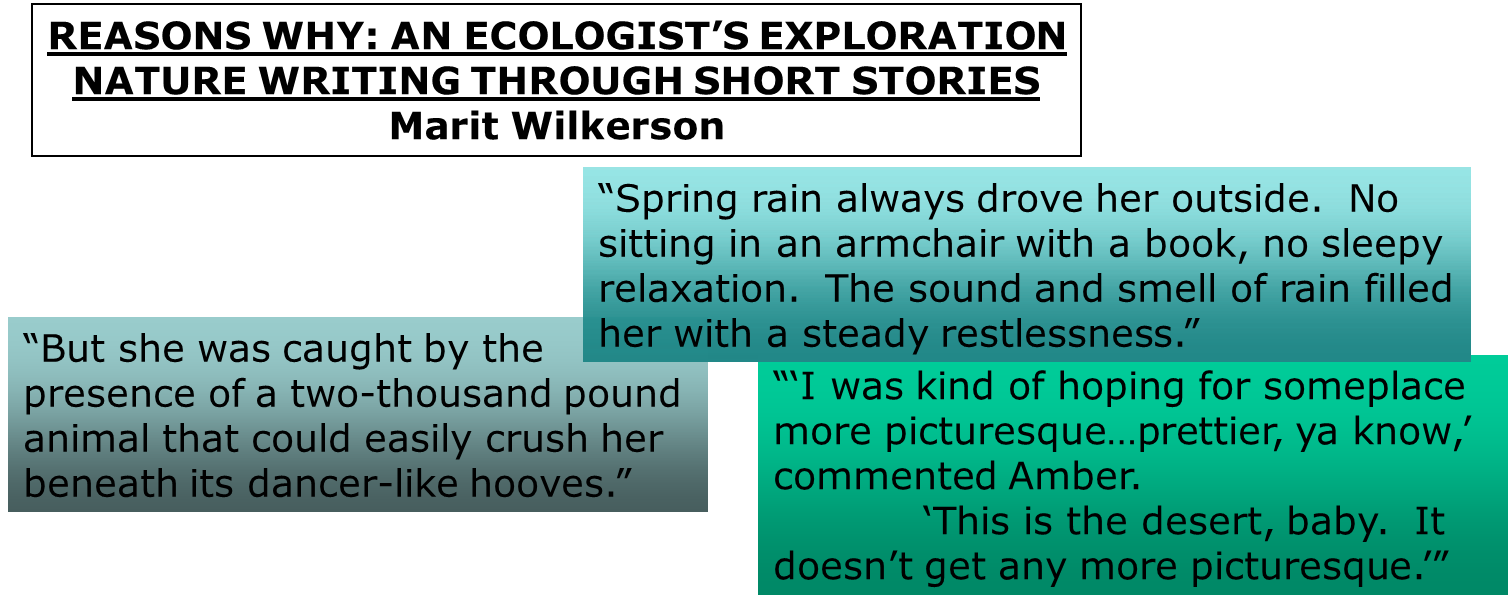 REASONS WHY: AN ECOLOGIST’S EXPLORATION
NATURE WRITING THROUGH SHORT STORIES
Marit Wilkerson
“Spring rain always drove her outside.  No
sitting in an armchair with a book, no sleepy
relaxation.  The sound and smell of rain filled
her with a steady restlessness.”
“But she was caught by the
presence of a two-thousand pound
animal that could easily crush her
beneath its dancer-like hooves.”
“‘I was kind of hoping for someplace
more picturesque…prettier, ya know,’
commented Amber.
‘This is the desert, baby.  It
doesn’t get any more picturesque.’”